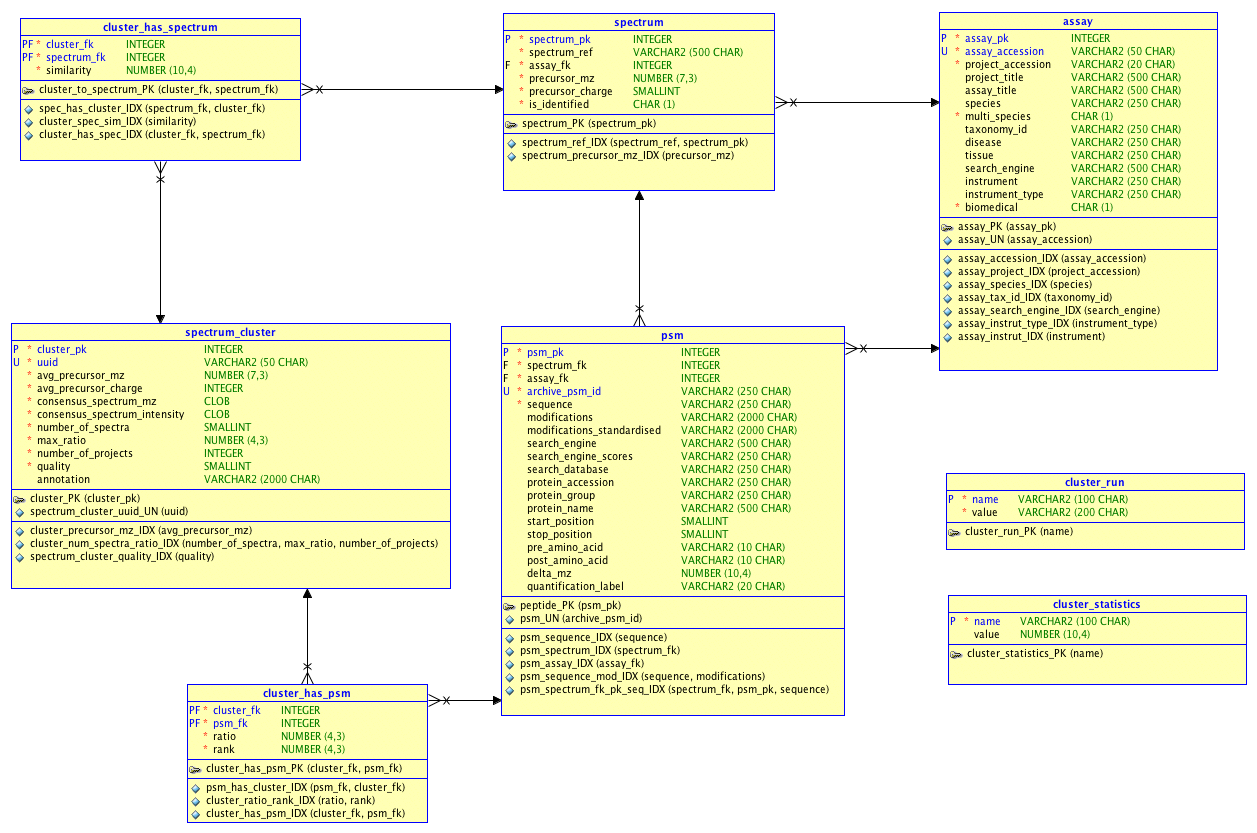 cluster_has_spectrum
PF * cluster_fk INTEGER
PF * spectrum_fk INTEGER
* similarity NUMBER (10,4)
cluster_to_spectrum_PK (cluster_fk, spectrum_fk)
spec_has_cluster_IDX (spectrum_fk, cluster_fk)
cluster_spec_sim_IDX (similarity)
cluster_has_spec_IDX (cluster_fk, spectrum_fk)
spectrum
P * spectrum_pk INTEGER
* spectrum_ref VARCHAR2 (500 CHAR)
F * assay_fk INTEGER
* precursor_mz NUMBER (7,3)
* precursor_charge SMALLINT
* is_identified CHAR (1)
spectrum_PK (spectrum_pk)
spectrum_ref_IDX (spectrum_ref, spectrum_pk)
spectrum_precursor_mz_IDX (precursor_mz)
assay
P * assay_pk INTEGER
U * assay_accession VARCHAR2 (50 CHAR)
* project_accession VARCHAR2 (20 CHAR)
project_title VARCHAR2 (500 CHAR)
assay_title VARCHAR2 (500 CHAR)
species VARCHAR2 (250 CHAR)
* multi_species CHAR (1)
taxonomy_id VARCHAR2 (250 CHAR)
disease VARCHAR2 (250 CHAR)
tissue VARCHAR2 (250 CHAR)
search_engine VARCHAR2 (500 CHAR)
instrument VARCHAR2 (250 CHAR)
instrument_type VARCHAR2 (250 CHAR)
* biomedical CHAR (1)
assay_PK (assay_pk)
assay_UN (assay_accession)
assay_accession_IDX (assay_accession)
assay_project_IDX (project_accession)
assay_species_IDX (species)
assay_tax_id_IDX (taxonomy_id)
assay_search_engine_IDX (search_engine)
assay_instrut_type_IDX (instrument_type)
assay_instrut_IDX (instrument)
spectrum_cluster
P * cluster_pk INTEGER
U * uuid VARCHAR2 (50 CHAR)
* avg_precursor_mz NUMBER (7,3)
* avg_precursor_charge INTEGER
* consensus_spectrum_mz CLOB
* consensus_spectrum_intensity CLOB
* number_of_spectra SMALLINT
* max_ratio NUMBER (4,3)
* number_of_projects INTEGER
* quality SMALLINT
annotation VARCHAR2 (2000 CHAR)
cluster_PK (cluster_pk)
spectrum_cluster_uuid_UN (uuid)
cluster_precursor_mz_IDX (avg_precursor_mz)
cluster_num_spectra_ratio_IDX (number_of_spectra, max_ratio, number_of_projects)
spectrum_cluster_quality_IDX (quality)
psm
P * psm_pk INTEGER
F * spectrum_fk INTEGER
F * assay_fk INTEGER
U * archive_psm_id VARCHAR2 (250 CHAR)
* sequence VARCHAR2 (250 CHAR)
modifications VARCHAR2 (2000 CHAR)
modifications_standardised VARCHAR2 (2000 CHAR)
search_engine VARCHAR2 (500 CHAR)
search_engine_scores VARCHAR2 (250 CHAR)
search_database VARCHAR2 (250 CHAR)
protein_accession VARCHAR2 (250 CHAR)
protein_group VARCHAR2 (250 CHAR)
protein_name VARCHAR2 (500 CHAR)
start_position SMALLINT
stop_position SMALLINT
pre_amino_acid VARCHAR2 (10 CHAR)
post_amino_acid VARCHAR2 (10 CHAR)
delta_mz NUMBER (10,4)
quantification_label VARCHAR2 (20 CHAR)
peptide_PK (psm_pk)
psm_UN (archive_psm_id)
psm_sequence_IDX (sequence)
psm_spectrum_IDX (spectrum_fk)
psm_assay_IDX (assay_fk)
psm_sequence_mod_IDX (sequence, modifications)
psm_spectrum_fk_pk_seq_IDX (spectrum_fk, psm_pk, sequence)
cluster_run
P * name VARCHAR2 (100 CHAR)
* value VARCHAR2 (200 CHAR)
cluster_run_PK (name)
cluster_statistics
P * name VARCHAR2 (100 CHAR)
value NUMBER (10,4)
cluster_statistics_PK (name)
cluster_has_psm
PF * cluster_fk INTEGER
PF * psm_fk INTEGER
* ratio NUMBER (4,3)
* rank NUMBER (4,3)
cluster_has_psm_PK (cluster_fk, psm_fk)
psm_has_cluster_IDX (psm_fk, cluster_fk)
cluster_ratio_rank_IDX (ratio, rank)
cluster_has_psm_IDX (cluster_fk, psm_fk)